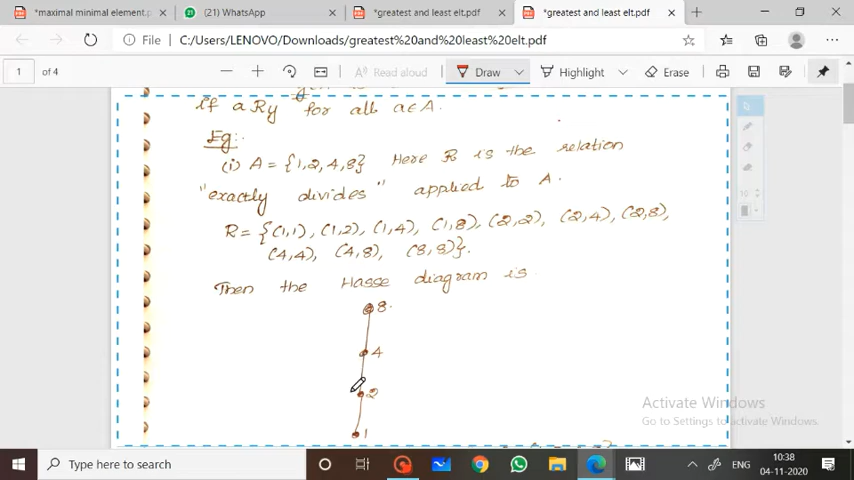 *maximal minimal element.p
(21) WhatsApp
*greatest and least elt.pdf
*greatest and least elt.pdf
File
C:/Users/LENOVO/Downloads/greatest%20and%20least%20elt.pdf
1
of 4
Read aloud
Draw
Highlight
Erase
if a R y for all a ∈ A.
Eg:
(i) A = {1,2,4,8} Here R is the relation
"exactly divides" applied to A.
R = {(1,1), (1,2), (1,4), (1,8), (2,2), (2,4), (2,8),
(4,4), (4,8), (8,8)}.
Then the Hasse diagram is
8.
4
2
1
10
Activate Windows
Go to Settings to activate Windows.
Type here to search
ENG
10:38
04-11-2020